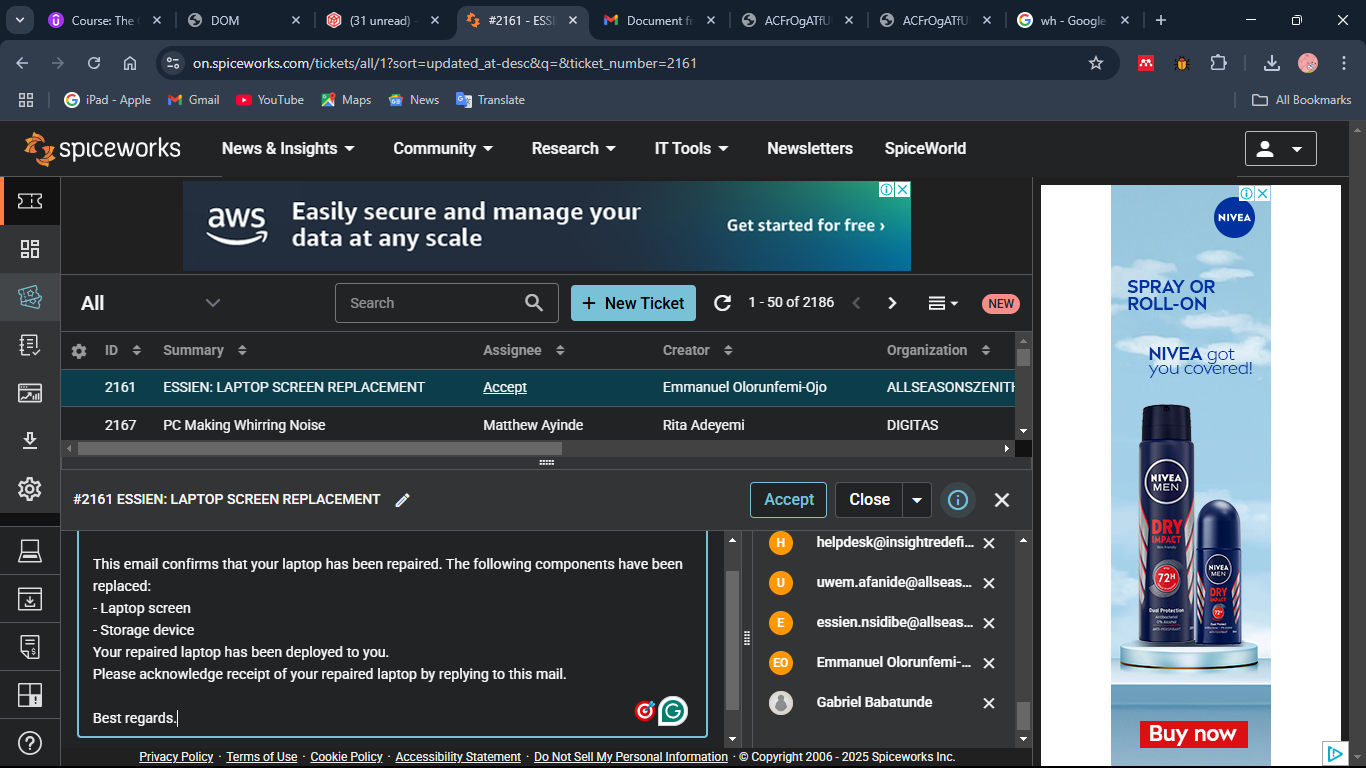 Course: The C
DOM
(31 unread) -
#2161 - ESSI
Document f
ACFrOgATfU
ACFrOgATfU
wh - Google
on.spiceworks.com/tickets/all/1?sort=updated_at-desc&q=&ticket_number=2161
iPad - Apple
Gmail
YouTube
Maps
News
Translate
All Bookmarks
spiceworks
News & Insights
Community
Research
IT Tools
Newsletters
SpiceWorld
aws
Easily secure and manage your
data at any scale
Get started for free ›
All
Search
+ New Ticket
1 - 50 of 2186
NEW
ID
Summary
Assignee
Creator
Organization
2161
ESSIEN: LAPTOP SCREEN REPLACEMENT
Accept
Emmanuel Olorunfemi-Ojo
ALLSEASONSZENITH
2167
PC Making Whirring Noise
Matthew Ayinde
Rita Adeyemi
DIGITAS
#2161 ESSIEN: LAPTOP SCREEN REPLACEMENT
Accept
Close
This email confirms that your laptop has been repaired. The following components have been
replaced:
- Laptop screen
- Storage device
Your repaired laptop has been deployed to you.
Please acknowledge receipt of your repaired laptop by replying to this mail.
Best regards.
H
helpdesk@insightredefi...
U
uwem.afanide@allseas...
E
essien.nsidibe@allseas...
EO
Emmanuel Olorunfemi-...
Gabriel Babatunde
Privacy Policy · Terms of Use · Cookie Policy · Accessibility Statement · Do Not Sell My Personal Information · © Copyright 2006 - 2025 Spiceworks Inc.
NIVEA
SPRAY OR
ROLL-ON
NIVEA got
you covered!
NIVEA
MEN
DRY
IMPACT
72H
Dual Protection
NIVEA
MEN
DRY
IMPACT
72H
Dual Protection
Buy now